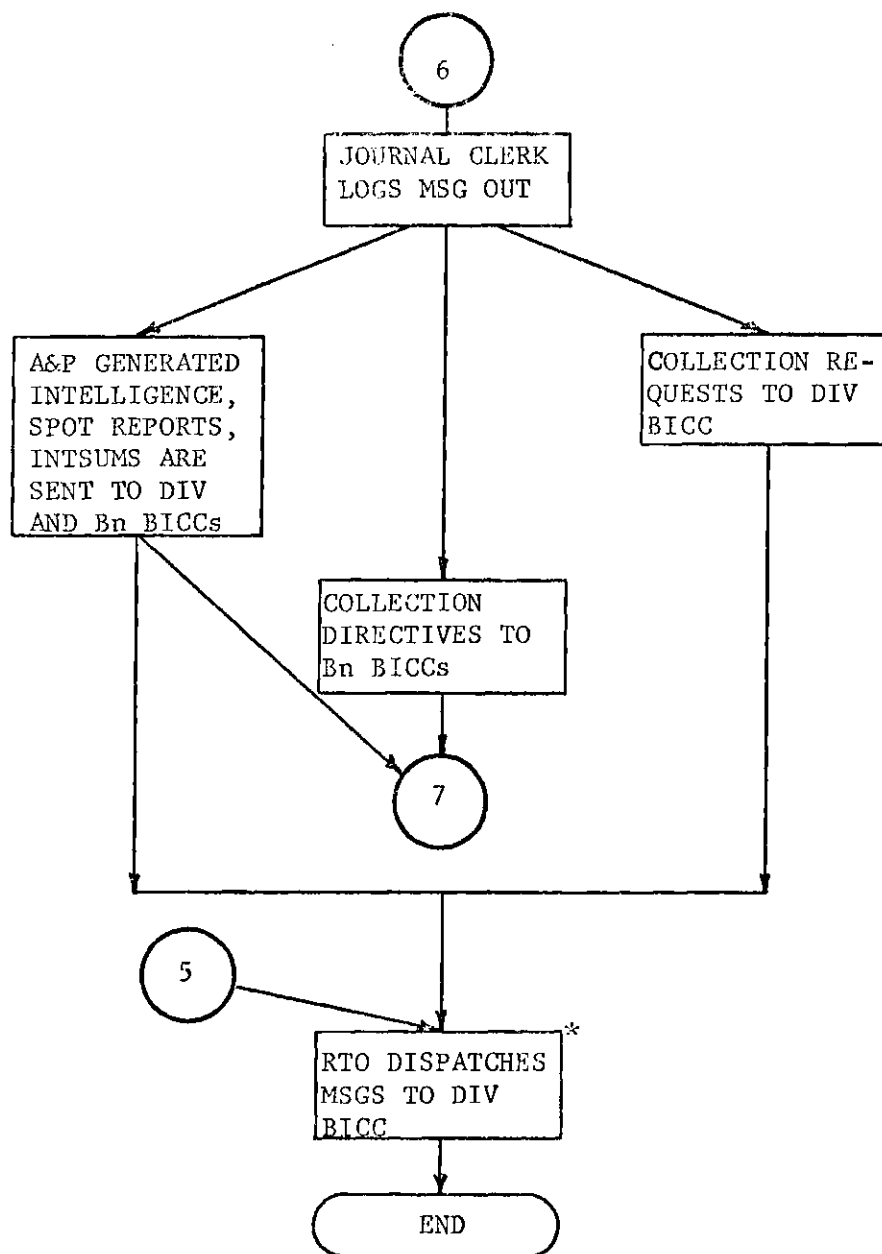 6
JOURNAL CLERK
LOGS MSG OUT
A&P GENERATED
INTELLIGENCE,
SPOT REPORTS,
INTSUMS ARE
SENT TO DIV
AND Bn BICCs
COLLECTION RE-
QUESTS TO DIV
BICC
COLLECTION
DIRECTIVES TO
Bn BICCs
7
5
*
RTO DISPATCHES
MSGS TO DIV
BICC
END